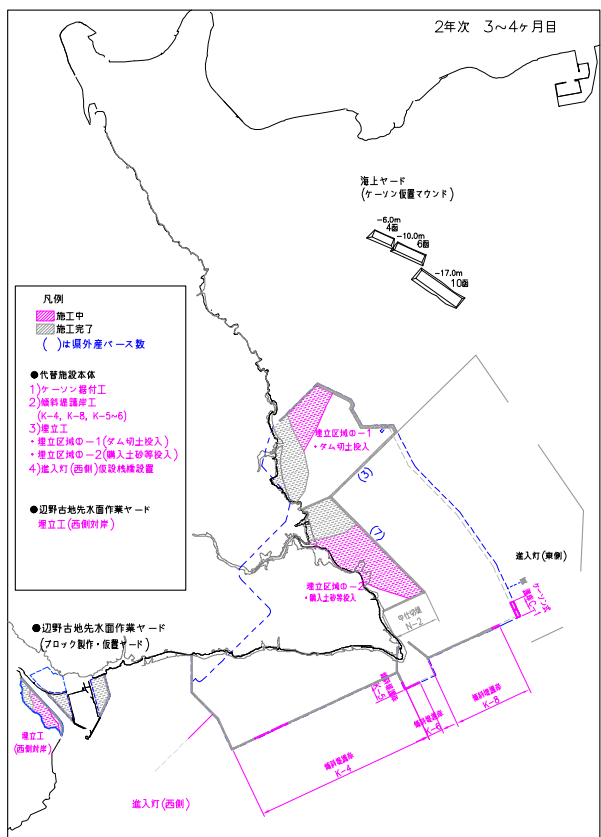 2年次 3～4ヶ月目
海上ヤード
(ケーソン仮置マウンド)
-6.0m
4函
-10.0m
6函
-17.0m
10函
凡例
施工中
施工完了
( )は県外産バース数
●代替施設本体
1)ケーソン据付工
2)傾斜堤護岸工
(K-4, K-8, K-5~6)
3)埋立工
・埋立区域①-1(ダム切土投入)
・埋立区域①-2(購入土砂等投入)
4)進入灯(西側)仮設桟橋設置
●辺野古地先水面作業ヤード
埋立工(西側対岸)
埋立区域①-1
・ダム切土投入
(3)
(7)
埋立区域①-2
・購入土砂等投入
進入灯(東側)
ケーソン式
護岸C-1
中仕切堤
N-2
●辺野古地先水面作業ヤード
(ブロック製作・仮置ヤード)
傾斜堤護岸
K-5
傾斜堤護岸
K-6
傾斜堤護岸
K-8
傾斜堤護岸
K-4
埋立工
(西側対岸)
進入灯(西側)